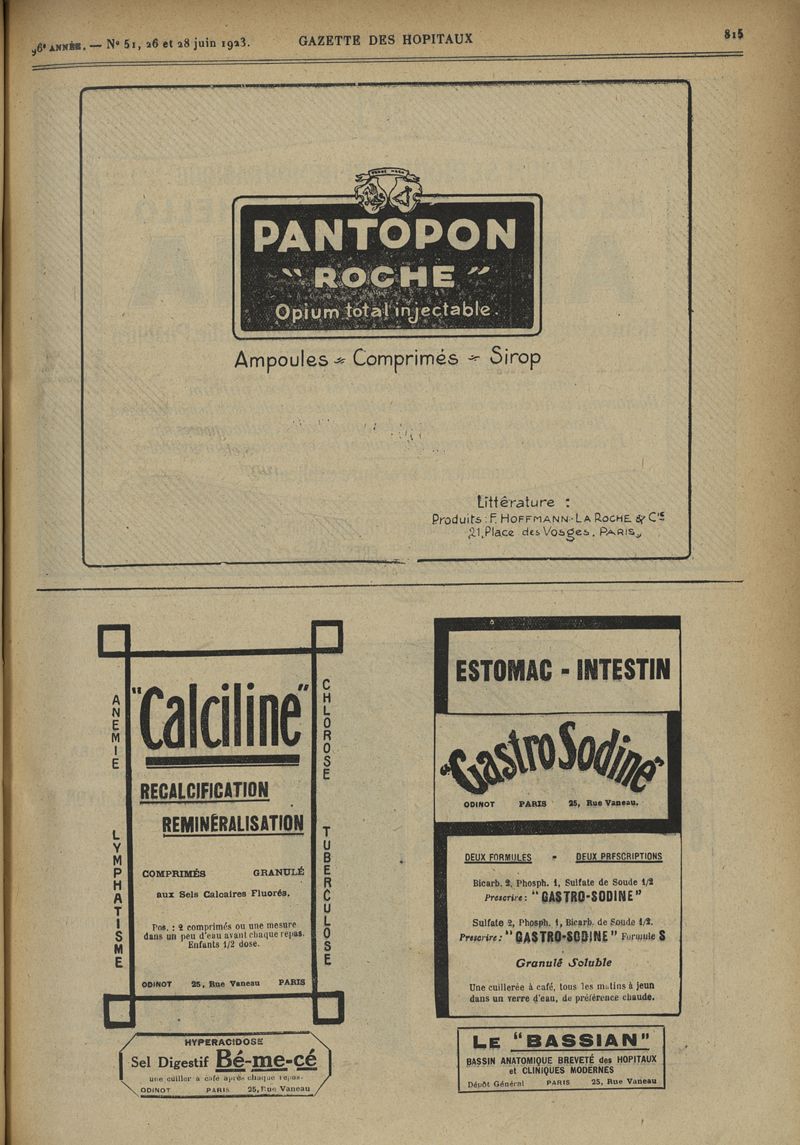 96e ANNÉE. — No 51, 26 et 28 juin 1923.
GAZETTE DES HOPITAUX
815
PANTOPON
"ROCHE"
Opium total injectable.
Ampoules - Comprimés - Sirop
Littérature :
Produits : F. HOFFMANN-LA ROCHE & Cie
21, Place des Vosges, PARIS
"Calciline"
ANEMIE
LYMPHATISME
CHLOROSE
TUBERCULOSE
RECALCIFICATION
REMINÉRALISATION
COMPRIMÉS GRANULÉ
aux Sels Calcaires Fluorés.
Pos. : 2 comprimés ou une mesure
dans un peu d'eau avant chaque repas.
Enfants 1/2 dose.
ODINOT 25, Rue Vaneau PARIS
HYPERACIDOSE
Sel Digestif Bé-me-cé
une cuiller a café après chaque repas.
ODINOT PARIS 25, Rue Vaneau
ESTOMAC - INTESTIN
"GastroSodine"
ODINOT PARIS 25, Rue Vaneau.
DEUX FORMULES - DEUX PRESCRIPTIONS
Bicarb. 2, Phosph. 1, Sulfate de Soude 1/2
Prescrire : "GASTRO-SODINE"
Sulfate 2, Phosph. 1, Bicarb. de Soude 1/2.
Prescrire : "GASTRO-SODINE" Formule S
Granulé Soluble
Une cuillerée à café, tous les matins à jeun
dans un verre d'eau, de préférence chaude.
LE "BASSIAN"
BASSIN ANATOMIQUE BREVETÉ des HOPITAUX
et CLINIQUES MODERNES
Dépôt Général PARIS 25, Rue Vaneau